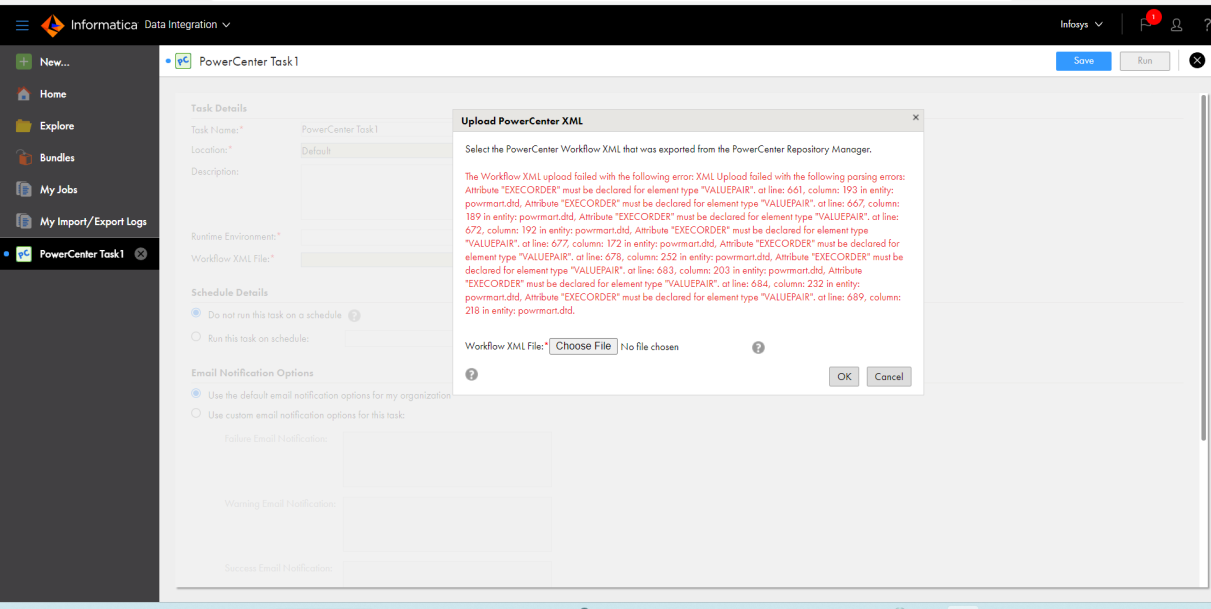 Informatica Data Integration
Infosys
1
?
New...
Home
Explore
Bundles
My Jobs
My Import/Export Logs
PowerCenter Task1
PC PowerCenter Task1
Save
Run
Task Details
Task Name:* PowerCenter Task1
Location:* Default
Description:
Runtime Environment:*
Workflow XML File:*
Schedule Details
Do not run this task on a schedule ?
Run this task on schedule:
Email Notification Options
Use the default email notification options for my organization
Use custom email notification options for this task:
Failure Email Notification:
Warning Email Notification:
Success Email Notification:
Upload PowerCenter XML ×
Select the PowerCenter Workflow XML that was exported from the PowerCenter Repository Manager.
The Workflow XML upload failed with the following error: XML Upload failed with the following parsing errors:
Attribute "EXECORDER" must be declared for element type "VALUEPAIR". at line: 661, column: 193 in entity:
powrmart.dtd, Attribute "EXECORDER" must be declared for element type "VALUEPAIR". at line: 667, column:
189 in entity: powrmart.dtd, Attribute "EXECORDER" must be declared for element type "VALUEPAIR". at line:
672, column: 192 in entity: powrmart.dtd, Attribute "EXECORDER" must be declared for element type
"VALUEPAIR". at line: 677, column: 172 in entity: powrmart.dtd, Attribute "EXECORDER" must be declared for
element type "VALUEPAIR". at line: 678, column: 252 in entity: powrmart.dtd, Attribute "EXECORDER" must be
declared for element type "VALUEPAIR". at line: 683, column: 203 in entity: powrmart.dtd, Attribute
"EXECORDER" must be declared for element type "VALUEPAIR". at line: 684, column: 232 in entity:
powrmart.dtd, Attribute "EXECORDER" must be declared for element type "VALUEPAIR". at line: 689, column:
218 in entity: powrmart.dtd.
Workflow XML File:* Choose File No file chosen ?
? OK Cancel